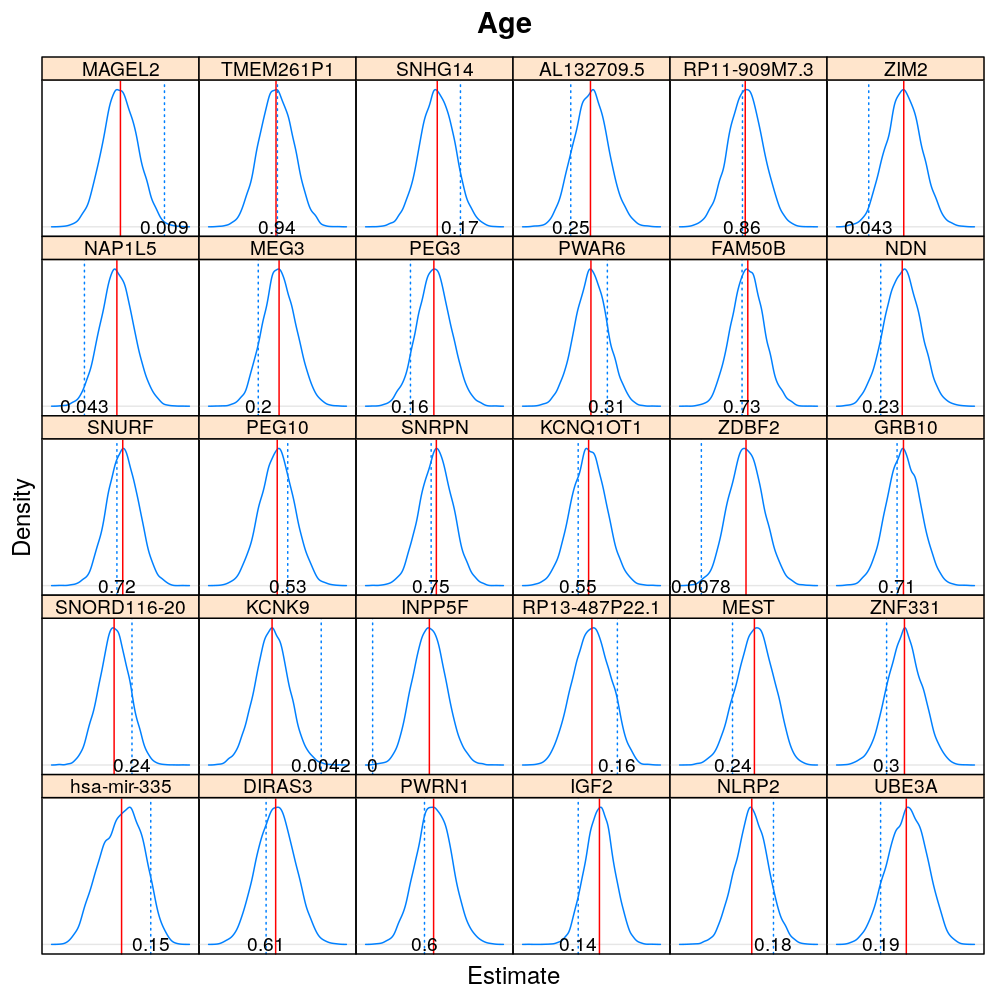 Age
MAGEL2 TMEM261P1 SNHG14 AL132709.5 RP11-909M7.3 ZIM2
0.009 0.94 0.17 0.25 0.86 0.043
NAP1L5 MEG3 PEG3 PWAR6 FAM50B NDN
0.043 0.2 0.16 0.31 0.73 0.23
SNURF PEG10 SNRPN KCNQ1OT1 ZDBF2 GRB10
0.72 0.53 0.75 0.55 0.0078 0.71
SNORD116-20 KCNK9 INPP5F RP13-487P22.1 MEST ZNF331
0.24 0.0042 0 0.16 0.24 0.3
hsa-mir-335 DIRAS3 PWRN1 IGF2 NLRP2 UBE3A
0.15 0.61 0.6 0.14 0.18 0.19
Density
Estimate